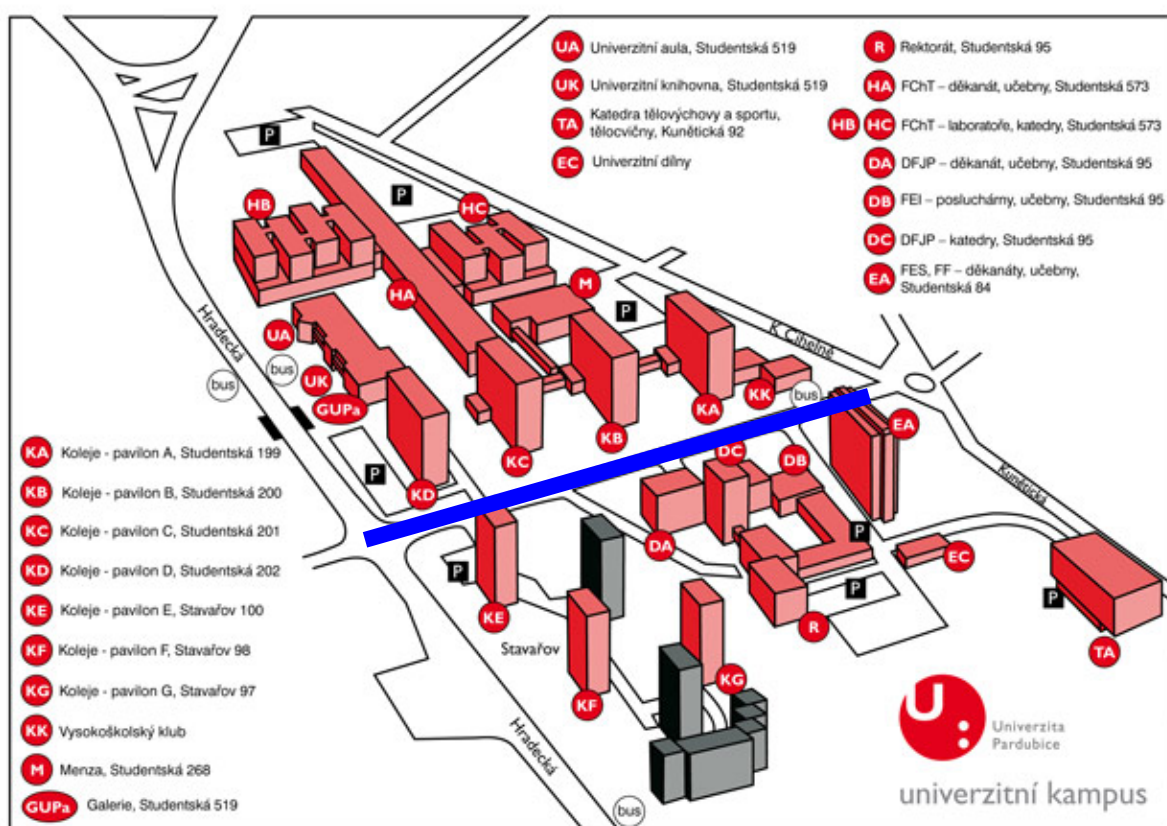 UA Univerzitní aula, Studentská 519
UK Univerzitní knihovna, Studentská 519
TA Katedra tělovýchovy a sportu,
tělocvičny, Kunětická 92
EC Univerzitní dílny
R Rektorát, Studentská 95
HA FChT – děkanát, učebny, Studentská 573
HB HC FChT – laboratoře, katedry, Studentská 573
DA DFJP – děkanát, učebny, Studentská 95
DB FEI – posluchárny, učebny, Studentská 95
DC DFJP – katedry, Studentská 95
EA FES, FF – děkanáty, učebny,
Studentská 84
P
P
HB
HC
HA
M
P
K Cihelně
Hradecká
UA
bus
bus
UK
GUPa
KA
KK
bus
EA
KB
KC
KD
P
DC
DB
Kunětická
DA
P
EC
P
P
P
KE
R
TA
Stavařov
KF
KG
Hradecká
bus
KA Koleje - pavilon A, Studentská 199
KB Koleje - pavilon B, Studentská 200
KC Koleje - pavilon C, Studentská 201
KD Koleje - pavilon D, Studentská 202
KE Koleje - pavilon E, Stavařov 100
KF Koleje - pavilon F, Stavařov 98
KG Koleje - pavilon G, Stavařov 97
KK Vysokoškolský klub
M Menza, Studentská 268
GUPa Galerie, Studentská 519
U:
Univerzita
Pardubice
univerzitní kampus